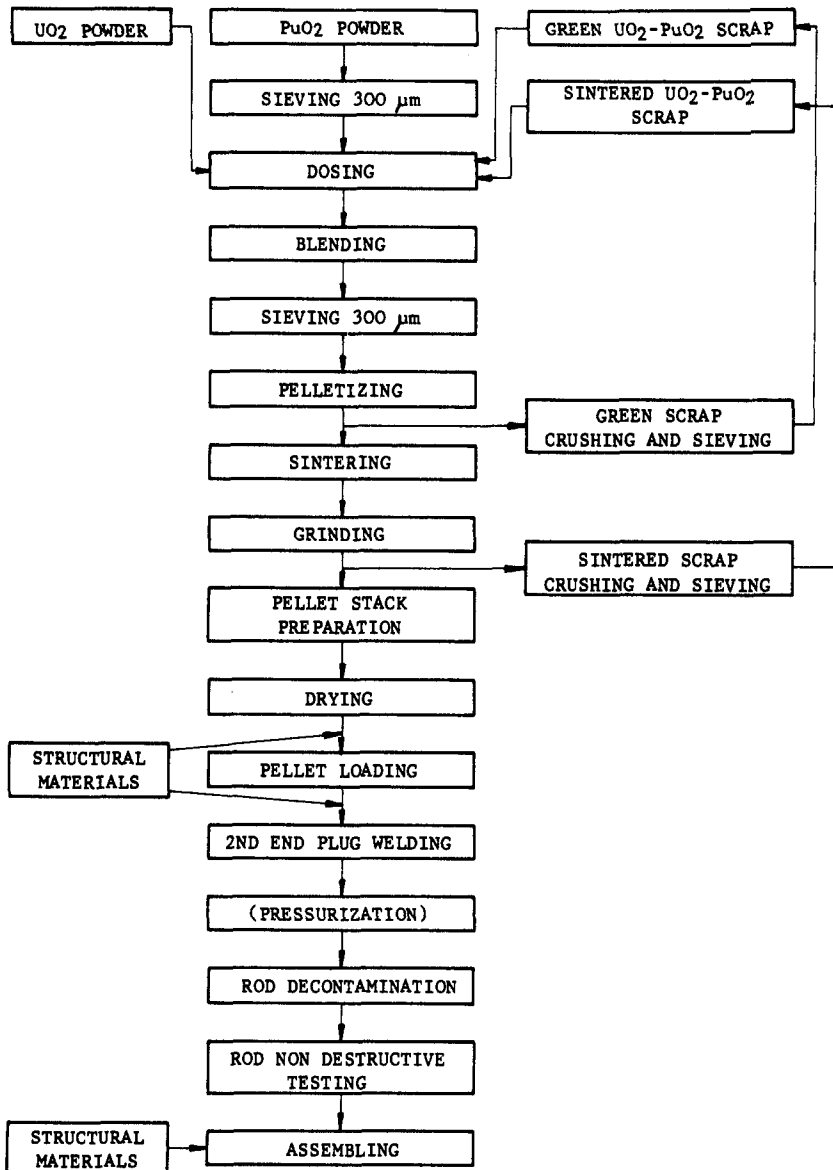 UO2 POWDER
PuO2 POWDER
GREEN UO2-PuO2 SCRAP
SIEVING 300 µm
SINTERED UO2-PuO2
SCRAP
DOSING
BLENDING
SIEVING 300 µm
PELLETIZING
GREEN SCRAP
CRUSHING AND SIEVING
SINTERING
GRINDING
SINTERED SCRAP
CRUSHING AND SIEVING
PELLET STACK
PREPARATION
DRYING
STRUCTURAL
MATERIALS
PELLET LOADING
2ND END PLUG WELDING
(PRESSURIZATION)
ROD DECONTAMINATION
ROD NON DESTRUCTIVE
TESTING
STRUCTURAL
MATERIALS
ASSEMBLING